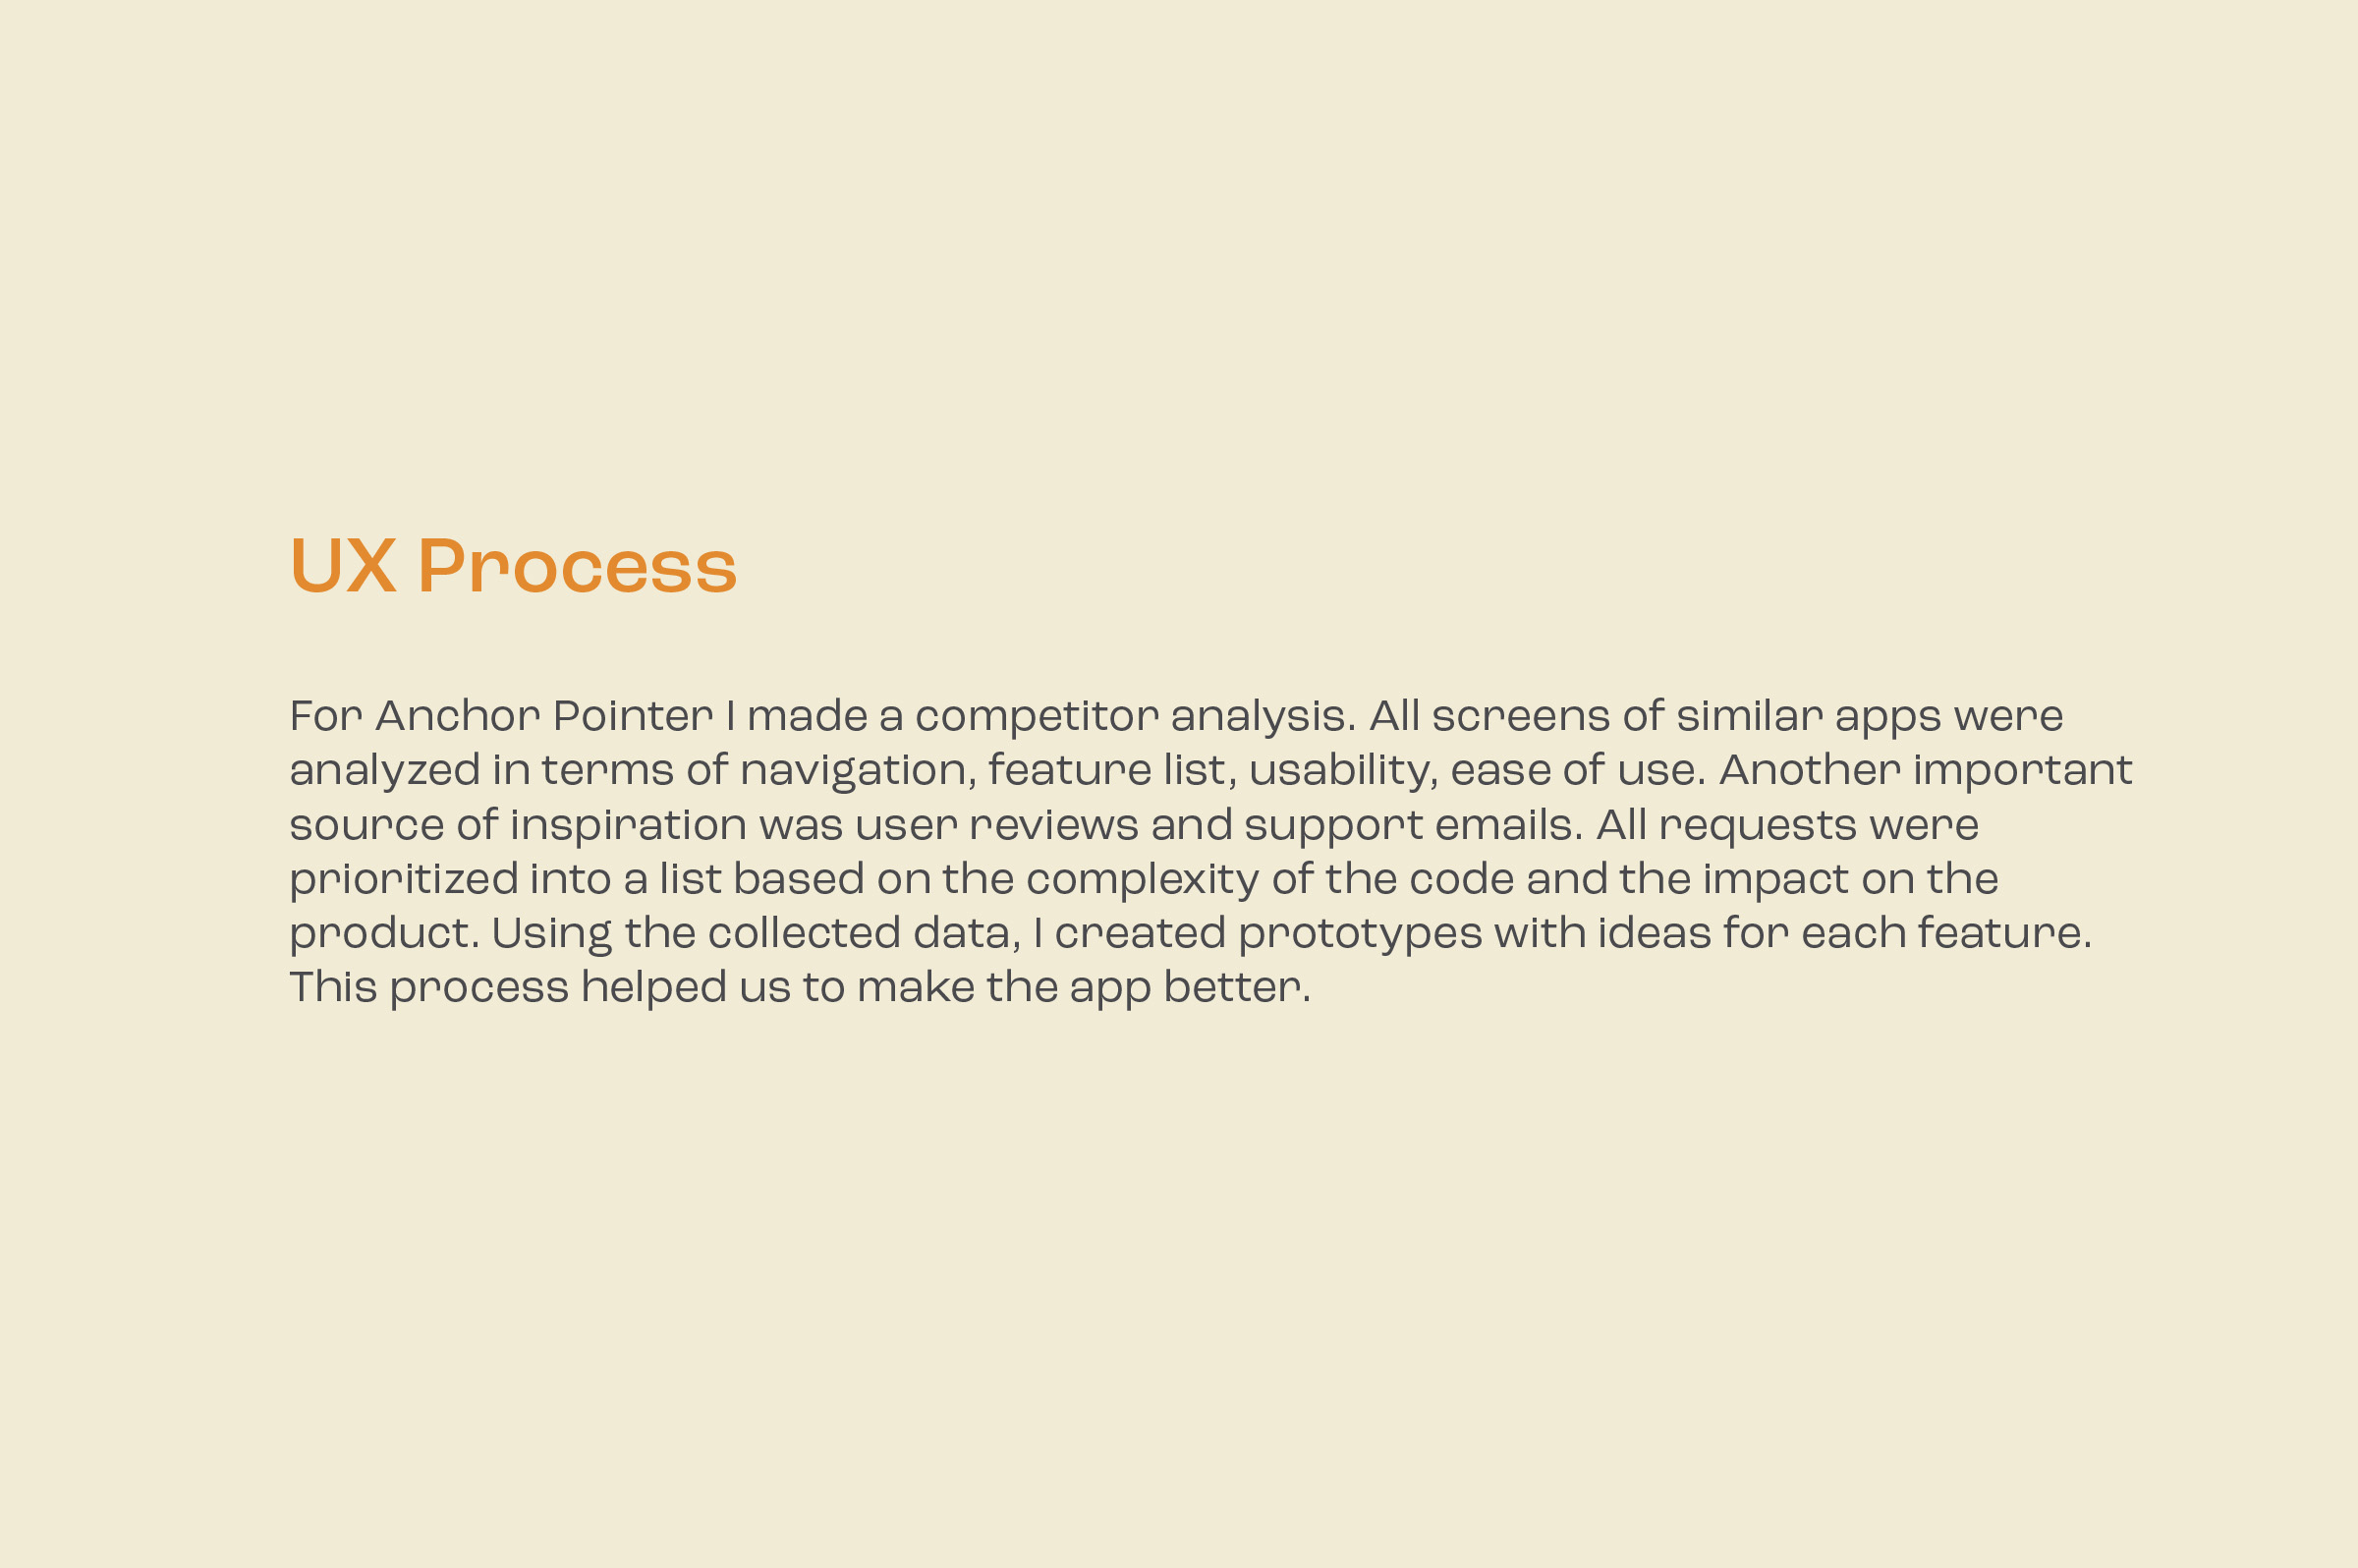 UX Process
For Anchor Pointer I made a competitor analysis. All screens of similar apps were
analyzed in terms of navigation, feature list, usability, ease of use. Another important
source of inspiration was user reviews and support emails. All requests were
prioritized into a list based on the complexity of the code and the impact on the
product. Using the collected data, I created prototypes with ideas for each feature.
This process helped us to make the app better.